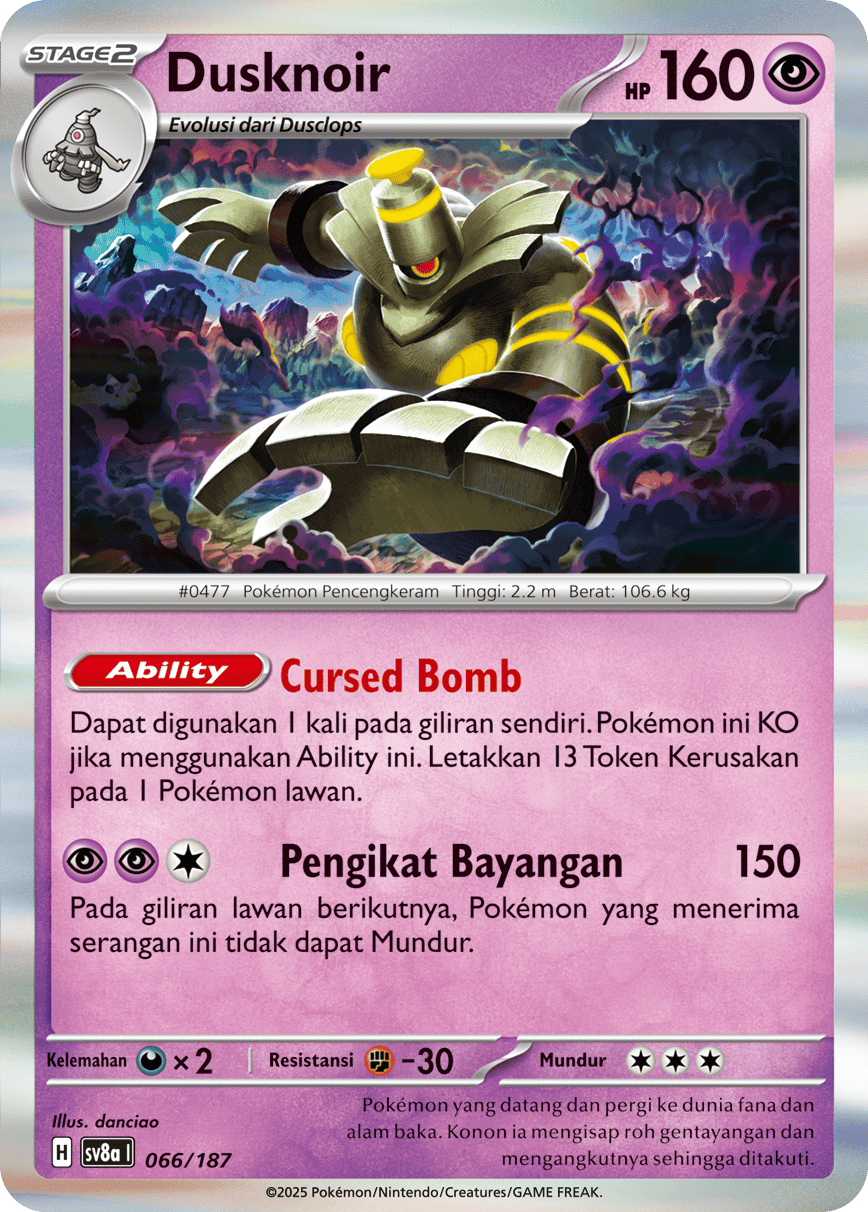 STAGE2
Dusknoir
HP 160
Evolusi dari Dusclops
#0477 Pokémon Pencengkeram Tinggi: 2.2 m Berat: 106.6 kg
Ability Cursed Bomb
Dapat digunakan 1 kali pada giliran sendiri. Pokémon ini KO
jika menggunakan Ability ini. Letakkan 13 Token Kerusakan
pada 1 Pokémon lawan.
Pengikat Bayangan 150
Pada giliran lawan berikutnya, Pokémon yang menerima
serangan ini tidak dapat Mundur.
Kelemahan ×2 Resistansi -30 Mundur
Illus. danciao
Pokémon yang datang dan pergi ke dunia fana dan
alam baka. Konon ia mengisap roh gentayangan dan
mengangkutnya sehingga ditakuti.
H sv8a I 066/187
©2025 Pokémon/Nintendo/Creatures/GAME FREAK.